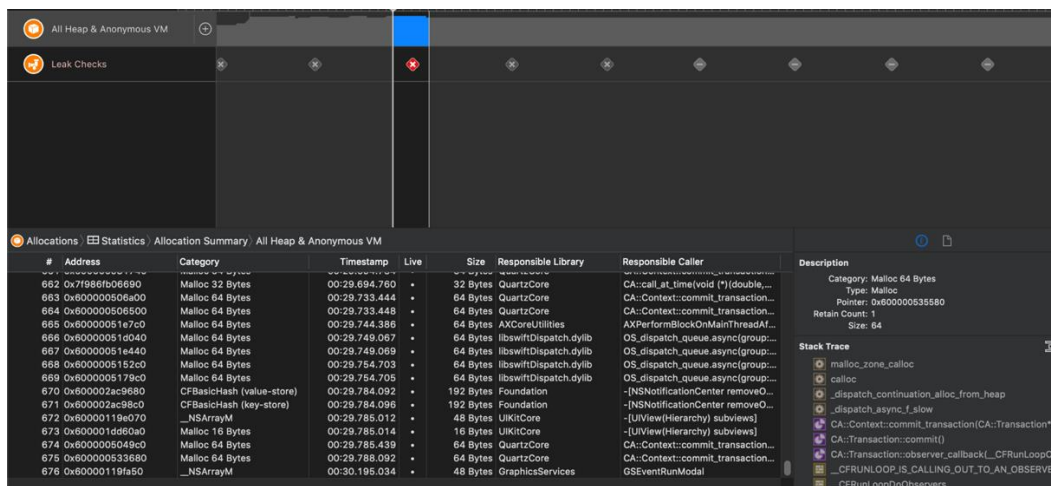 All Heap & Anonymous VM
Leak Checks
Allocations Statistics Allocation Summary All Heap & Anonymous VM
# Address Category Timestamp Live Size Responsible Library Responsible Caller
662 0x7f986fb06690 Malloc 32 Bytes 00:29.694.760 • 32 Bytes QuartzCore CA::call_at_time(void (*)(double,...
663 0x600000506a00 Malloc 64 Bytes 00:29.733.444 • 64 Bytes QuartzCore CA::Context::commit_transaction...
664 0x600000506500 Malloc 64 Bytes 00:29.733.448 • 64 Bytes QuartzCore CA::Context::commit_transaction...
665 0x60000051e7c0 Malloc 64 Bytes 00:29.744.386 • 64 Bytes AXCoreUtilities AXPerformBlockOnMainThreadAf...
666 0x60000051d040 Malloc 64 Bytes 00:29.749.067 • 64 Bytes libswiftDispatch.dylib OS_dispatch_queue.async(group:...
667 0x60000051e440 Malloc 64 Bytes 00:29.749.069 • 64 Bytes libswiftDispatch.dylib OS_dispatch_queue.async(group:...
668 0x6000005152c0 Malloc 64 Bytes 00:29.754.703 • 64 Bytes libswiftDispatch.dylib OS_dispatch_queue.async(group:...
669 0x6000005179c0 Malloc 64 Bytes 00:29.754.705 • 64 Bytes libswiftDispatch.dylib OS_dispatch_queue.async(group:...
670 0x600002ac9680 CFBasicHash (value-store) 00:29.784.092 • 192 Bytes Foundation -[NSNotificationCenter removeO...
671 0x600002ac98c0 CFBasicHash (key-store) 00:29.784.096 • 192 Bytes Foundation -[NSNotificationCenter removeO...
672 0x60000119e070 __NSArrayM 00:29.785.012 • 48 Bytes UIKitCore -[UIView(Hierarchy) subviews]
673 0x600001dd60a0 Malloc 16 Bytes 00:29.785.014 • 16 Bytes UIKitCore -[UIView(Hierarchy) subviews]
674 0x6000005049c0 Malloc 64 Bytes 00:29.785.439 • 64 Bytes QuartzCore CA::Context::commit_transaction...
675 0x600000533680 Malloc 64 Bytes 00:29.788.092 • 64 Bytes QuartzCore CA::Context::commit_transaction...
676 0x60000119fa50 __NSArrayM 00:30.195.034 • 48 Bytes GraphicsServices GSEventRunModal
Description
Category: Malloc 64 Bytes
Type: Malloc
Pointer: 0x600000535580
Retain Count: 1
Size: 64
Stack Trace
malloc_zone_calloc
calloc
_dispatch_continuation_alloc_from_heap
_dispatch_async_f_slow
CA::Context::commit_transaction(CA::Transaction*
CA::Transaction::commit()
CA::Transaction::observer_callback(__CFRunLoopO
__CFRUNLOOP_IS_CALLING_OUT_TO_AN_OBSERVE
__CFRunLoopDoObservers